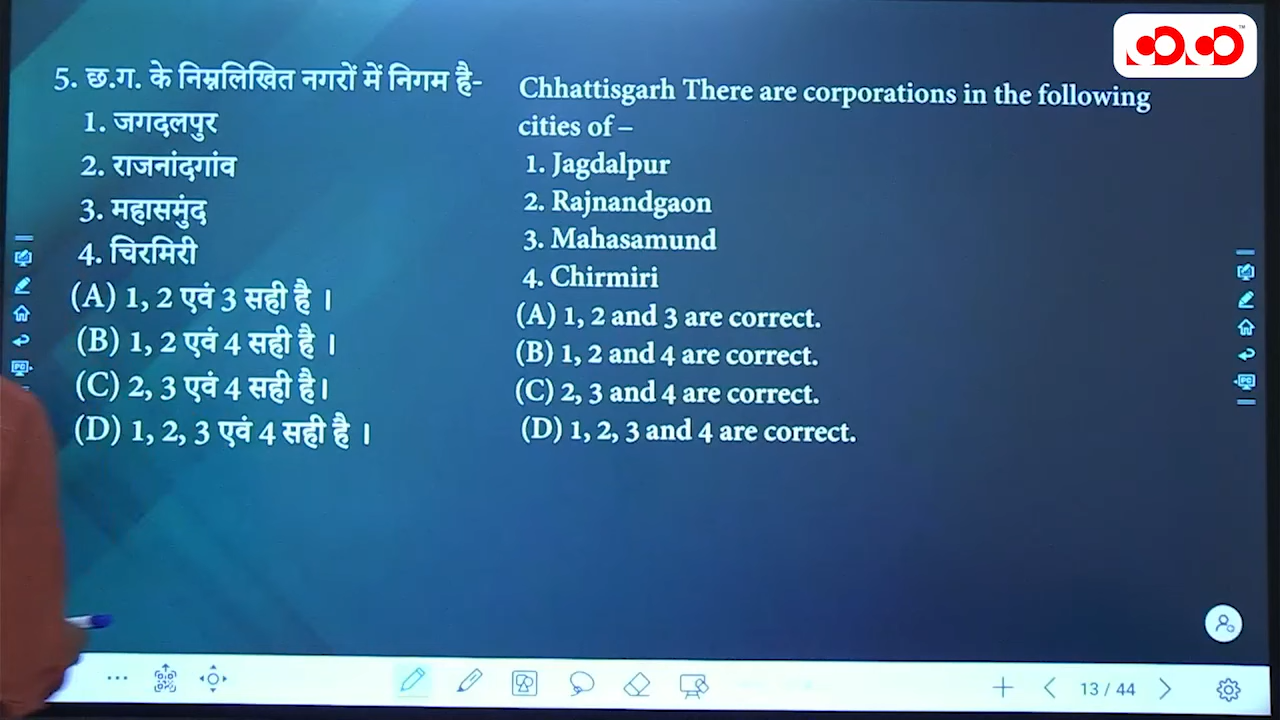 5. छ.ग. के निम्नलिखित नगरों में निगम है-
1. जगदलपुर
2. राजनांदगांव
3. महासमुंद
4. चिरमिरी
(A) 1, 2 एवं 3 सही है ।
(B) 1, 2 एवं 4 सही है ।
(C) 2, 3 एवं 4 सही है।
(D) 1, 2, 3 एवं 4 सही है ।
Chhattisgarh There are corporations in the following
cities of –
1. Jagdalpur
2. Rajnandgaon
3. Mahasamund
4. Chirmiri
(A) 1, 2 and 3 are correct.
(B) 1, 2 and 4 are correct.
(C) 2, 3 and 4 are correct.
(D) 1, 2, 3 and 4 are correct.
13 / 44